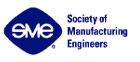 SME
Society of
Manufacturing
Engineers